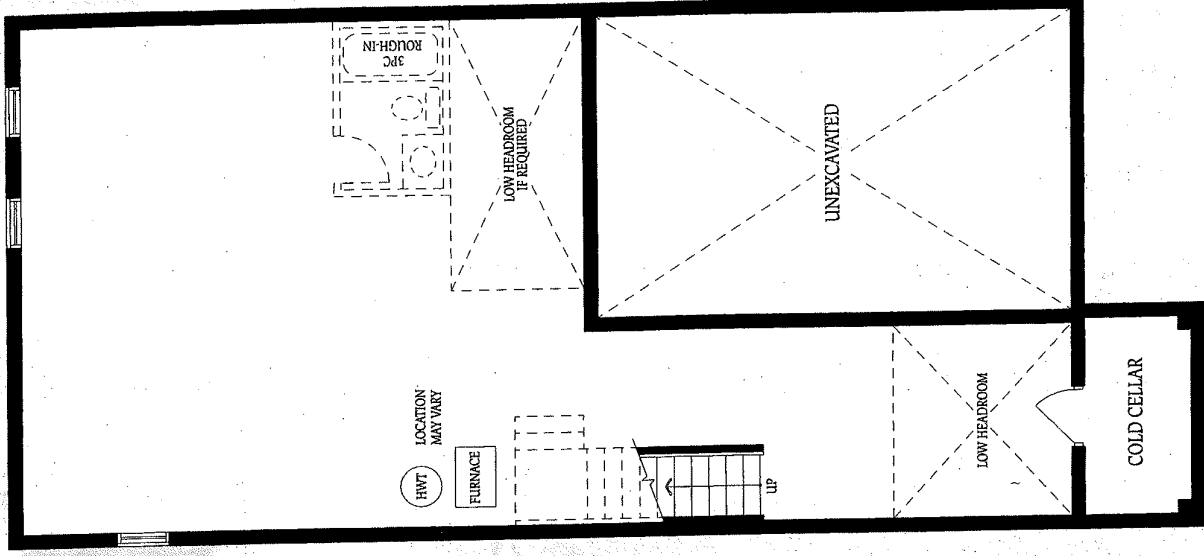 3PC
ROUGH-IN
LOW HEADROOM
IF REQUIRED
UNEXCAVATED
LOCATION
MAY VARY
HWT
FURNACE
UP
LOW HEADROOM
COLD CELLAR